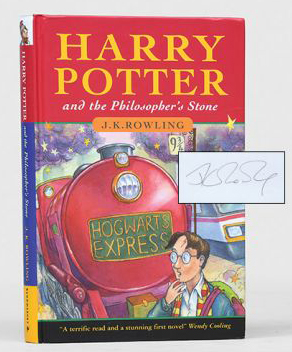 HARRY POTTER
and the Philosopher's Stone
J. K. ROWLING
HARRY
POTTER
and the Philosopher's Stone
J.K.ROWLING
9¾
HOGWARTS
EXPRESS
"A terrific read and a stunning first novel" Wendy Cooling